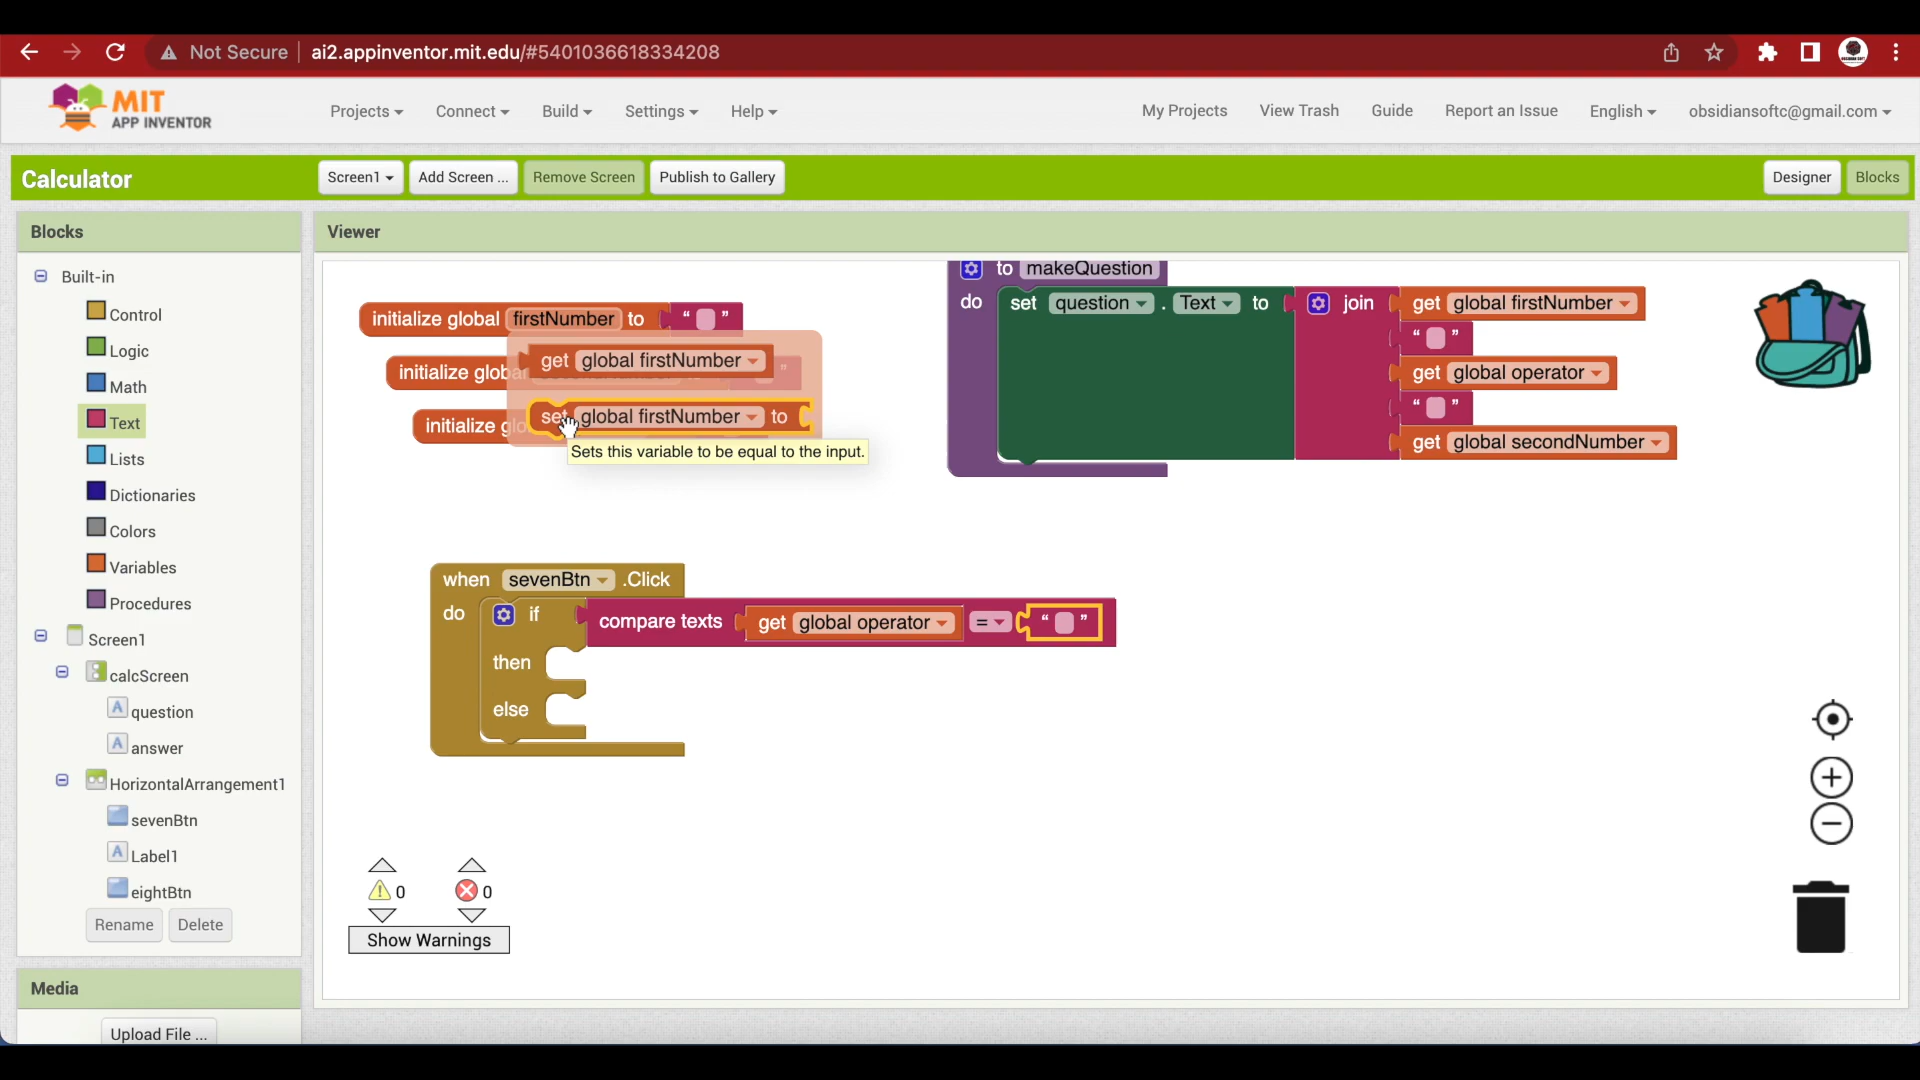 Not Secure | ai2.appinventor.mit.edu/#5401036618334208
MIT
APP INVENTOR
Projects Connect Build Settings Help My Projects View Trash Guide Report an Issue English obsidiansoftc@gmail.com
Calculator Screen1 Add Screen ... Remove Screen Publish to Gallery Designer Blocks
Blocks
Viewer
Built-in
Control
Logic
Math
Text
Lists
Dictionaries
Colors
Variables
Procedures
Screen1
calcScreen
question
answer
HorizontalArrangement1
sevenBtn
Label1
eightBtn
Rename Delete
Media
Upload File ...
initialize global firstNumber to “ ”
get global firstNumber
initialize globa ”
set global firstNumber to
initialize glo
Sets this variable to be equal to the input.
to makeQuestion
do set question . Text to join get global firstNumber
“ ”
get global operator
“ ”
get global secondNumber
when sevenBtn .Click
do if compare texts get global operator = “ ”
then
else
0 0
Show Warnings